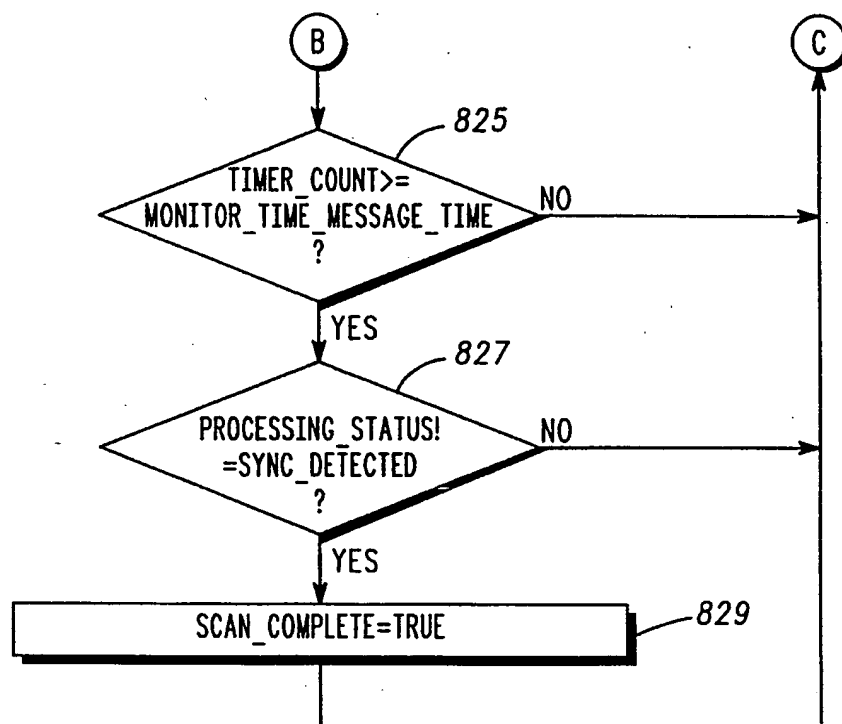 B
C
825
TIMER_COUNT>=
MONITOR_TIME_MESSAGE_TIME
?
NO
YES
827
PROCESSING_STATUS!
=SYNC_DETECTED
?
NO
YES
SCAN_COMPLETE=TRUE
829